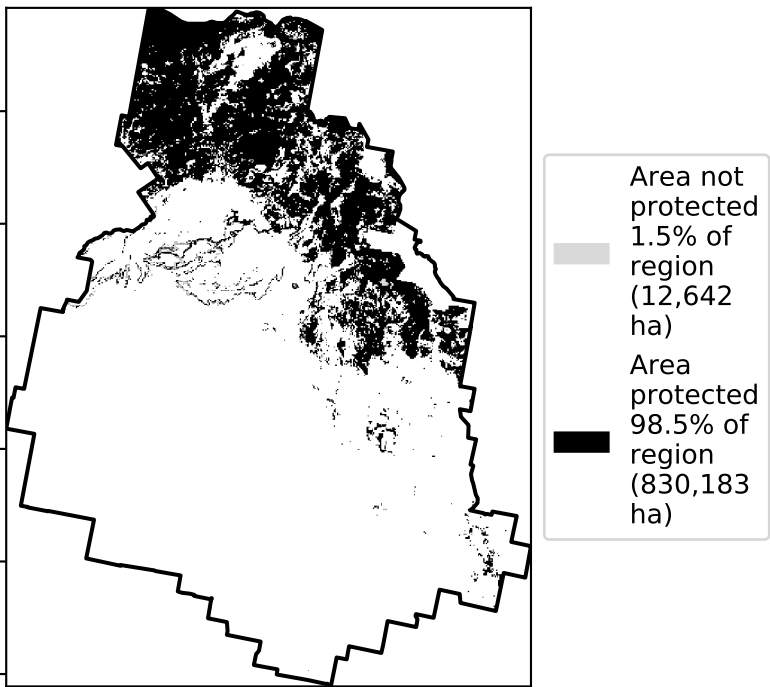 Area not
protected
1.5% of
region
(12,642
ha)
Area
protected
98.5% of
region
(830,183
ha)